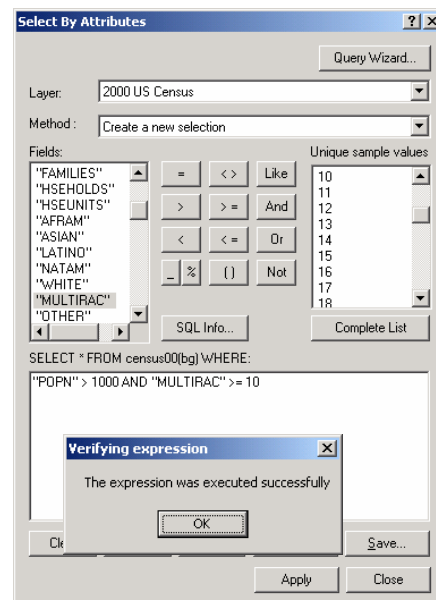 Select By Attributes
Query Wizard...
Layer: 2000 US Census
Method : Create a new selection
Fields: Unique sample values
"FAMILIES"
"HSEHOLDS"
"HSEUNITS"
"AFRAM"
"ASIAN"
"LATINO"
"NATAM"
"WHITE"
"MULTIRAC"
"OTHER"
= < > Like
> > = And
< < = Or
_ % ( ) Not
10
11
12
13
14
15
16
17
18
SQL Info... Complete List
SELECT * FROM census00(bg) WHERE:
"POPN" > 1000 AND "MULTIRAC" >= 10
Verifying expression
The expression was executed successfully
OK
Save...
Apply Close